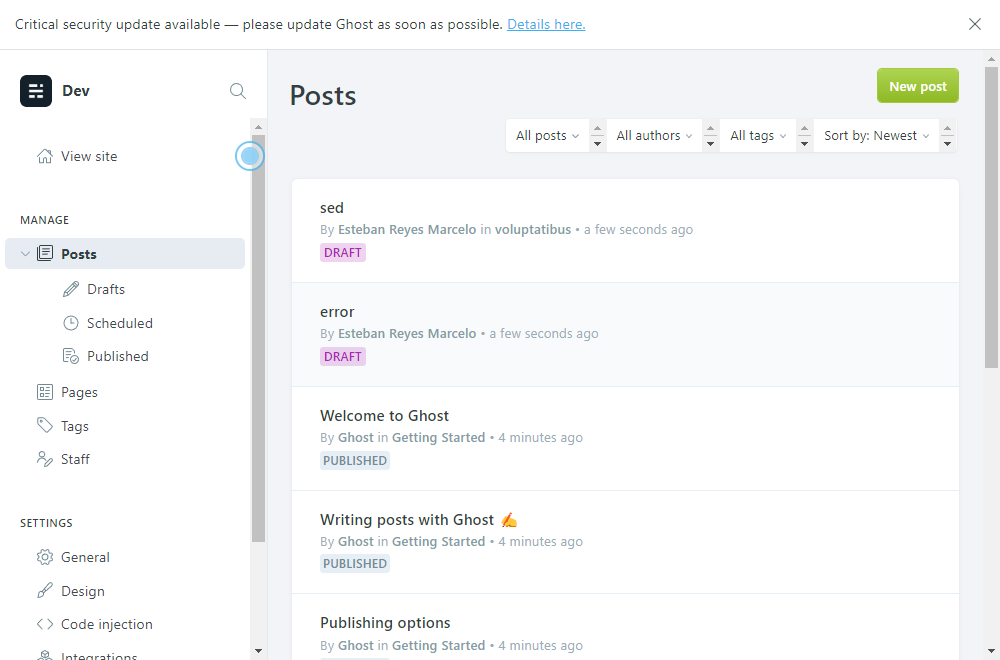 Critical security update available — please update Ghost as soon as possible. Details here.
Dev
View site
MANAGE
Posts
Drafts
Scheduled
Published
Pages
Tags
Staff
SETTINGS
General
Design
Code injection
Integrations
Posts
New post
All posts
All authors
All tags
Sort by: Newest
sed
By Esteban Reyes Marcelo in voluptatibus • a few seconds ago
DRAFT
error
By Esteban Reyes Marcelo • a few seconds ago
DRAFT
Welcome to Ghost
By Ghost in Getting Started • 4 minutes ago
PUBLISHED
Writing posts with Ghost ✍️
By Ghost in Getting Started • 4 minutes ago
PUBLISHED
Publishing options
By Ghost in Getting Started • 4 minutes ago